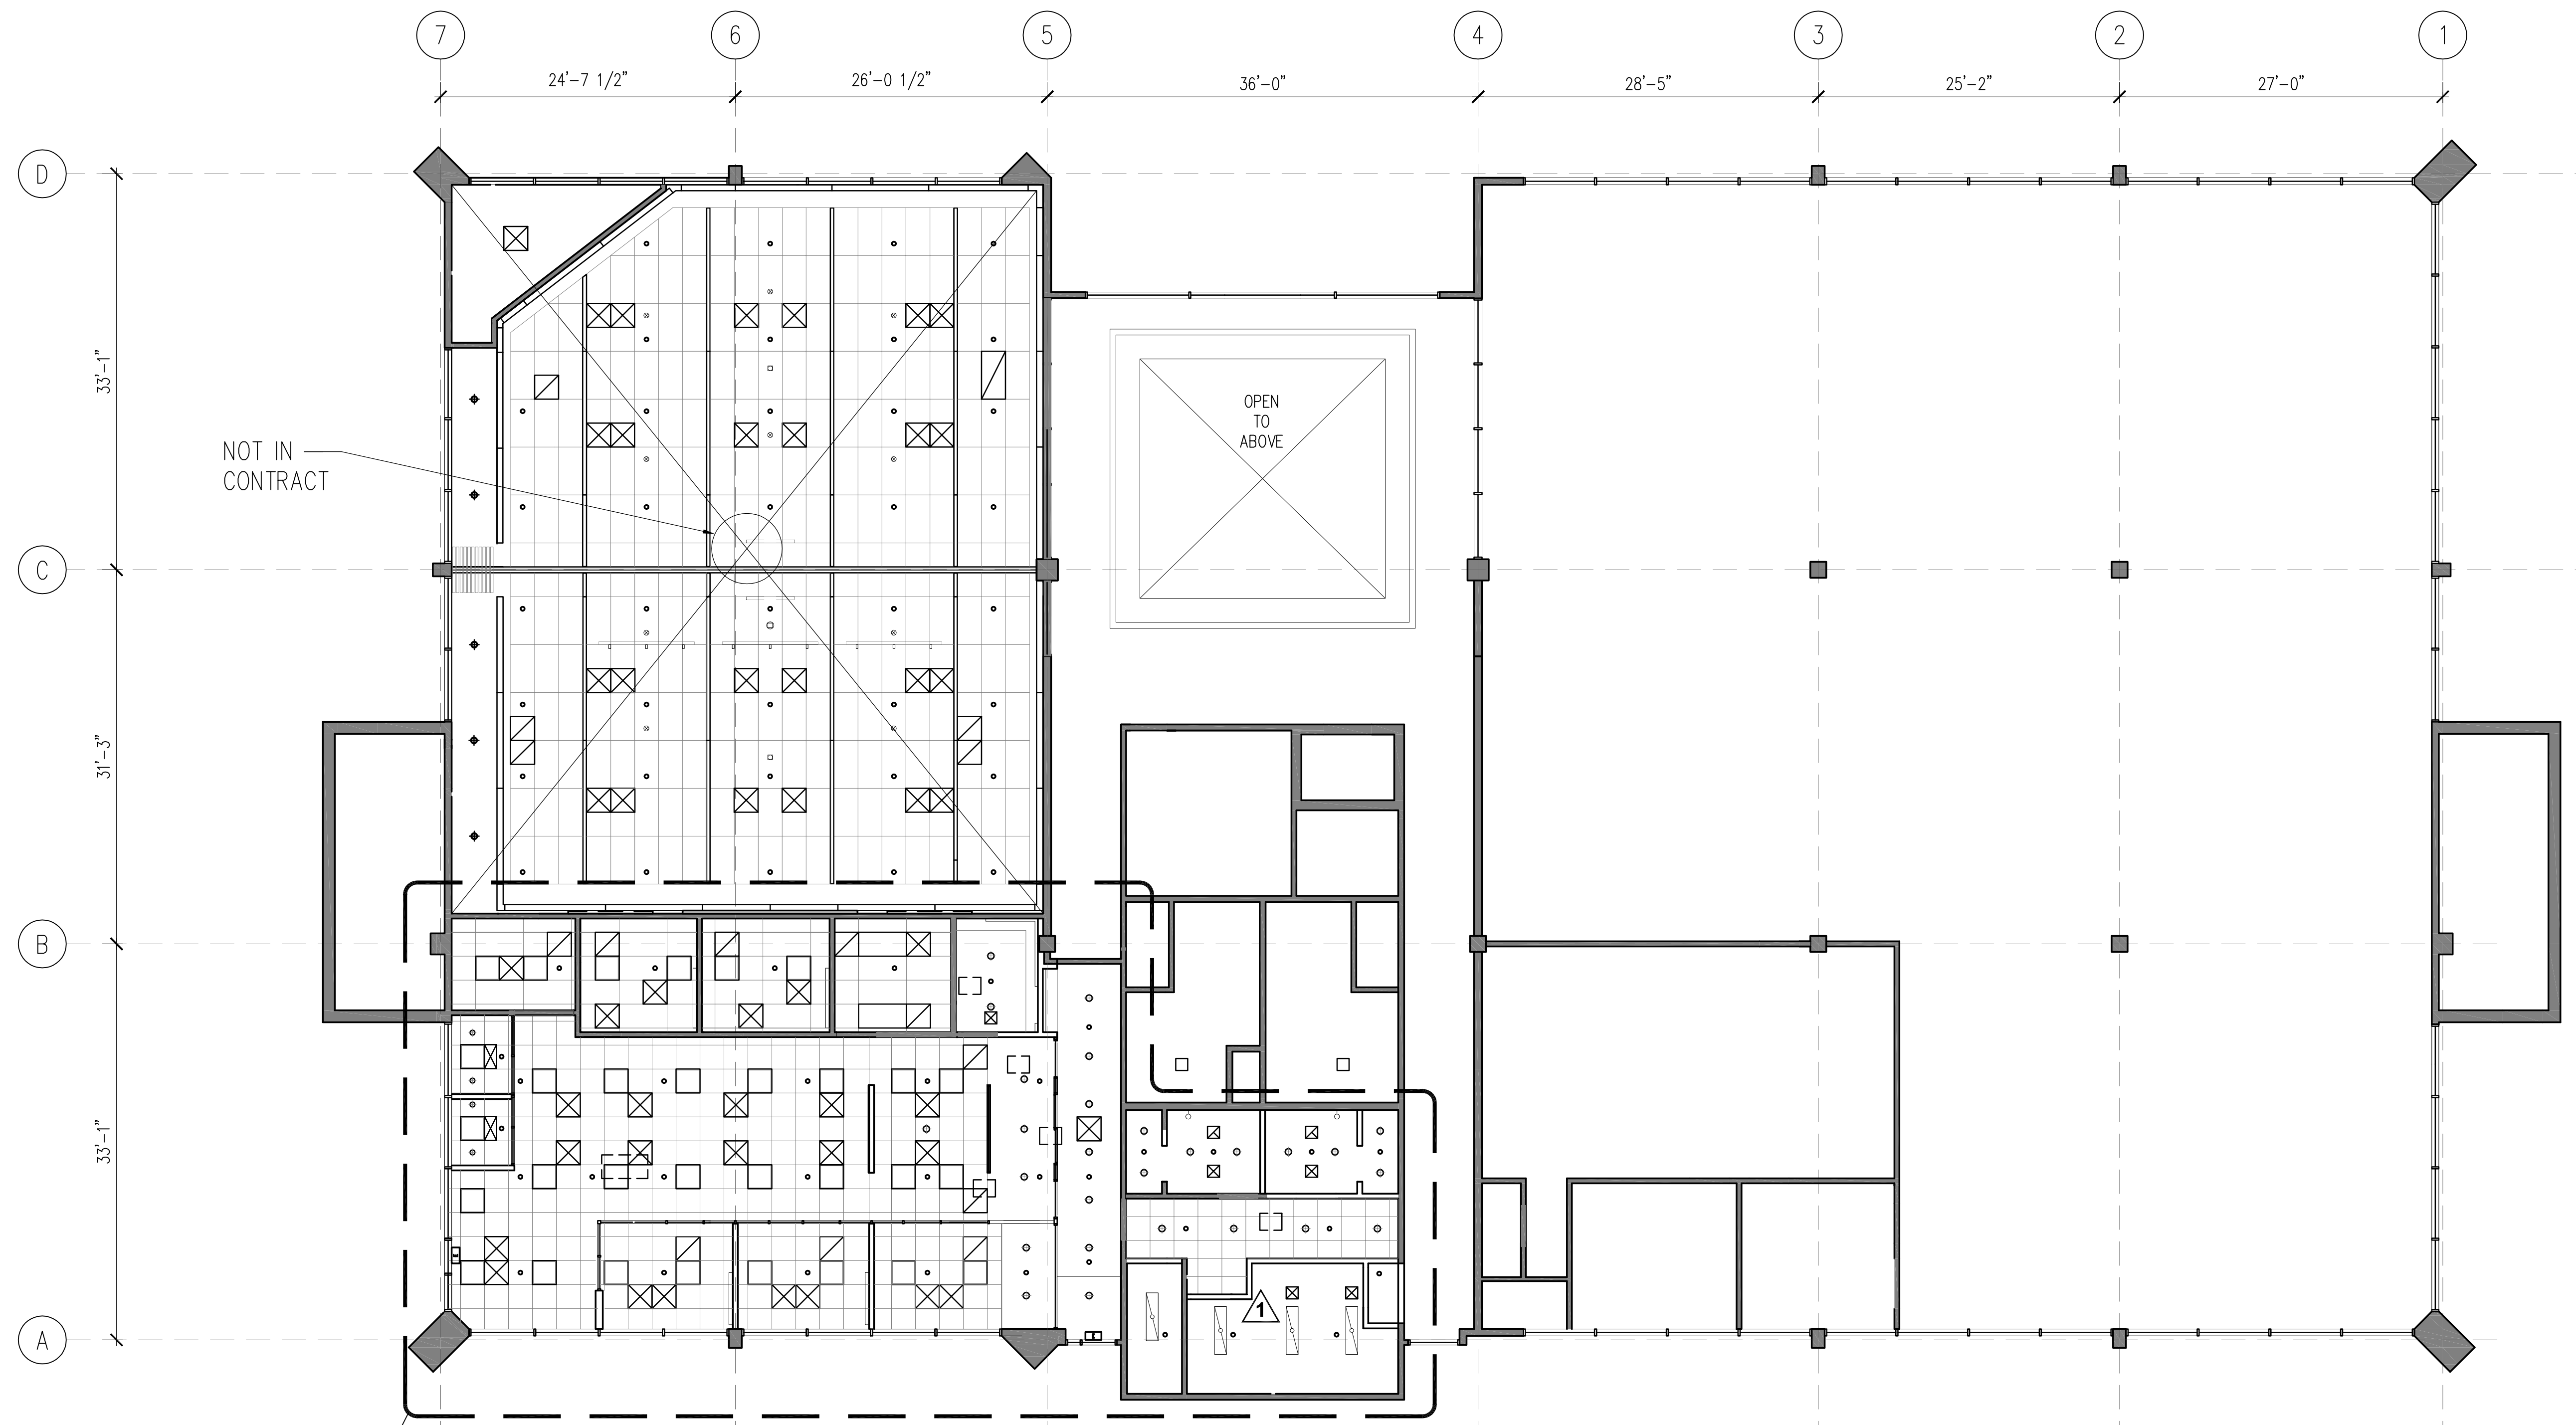 7
6
5
4
3
2
1
24'-7 1/2"
26'-0 1/2"
36'-0"
28'-5"
25'-2"
27'-0"
D
33'-1"
OPEN
TO
ABOVE
NOT IN
CONTRACT
C
31'-3"
B
33'-1"
1
A